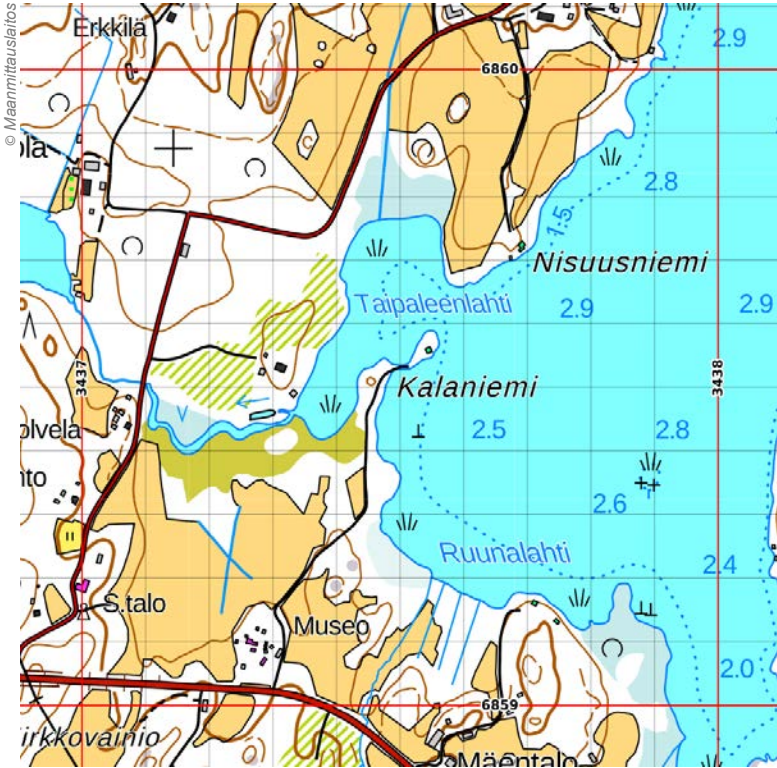 © Maanmittauslaitos
Erkkilä
2.9
6860
ola
2.8
1.5
Nisuusniemi
Taipaleenlahti
2.9
2.9
3437
3438
Kalaniemi
olvela
2.5
2.8
nto
2.6
Ruunalahti
2.4
S.talo
Museo
2.0
6859
irkkovainio
Mäentalo